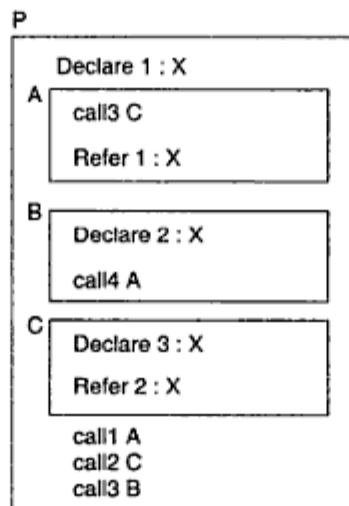 P
Declare 1 : X
A
call3 C
Refer 1 : X
B
Declare 2 : X
call4 A
C
Declare 3 : X
Refer 2 : X
call1 A
call2 C
call3 B